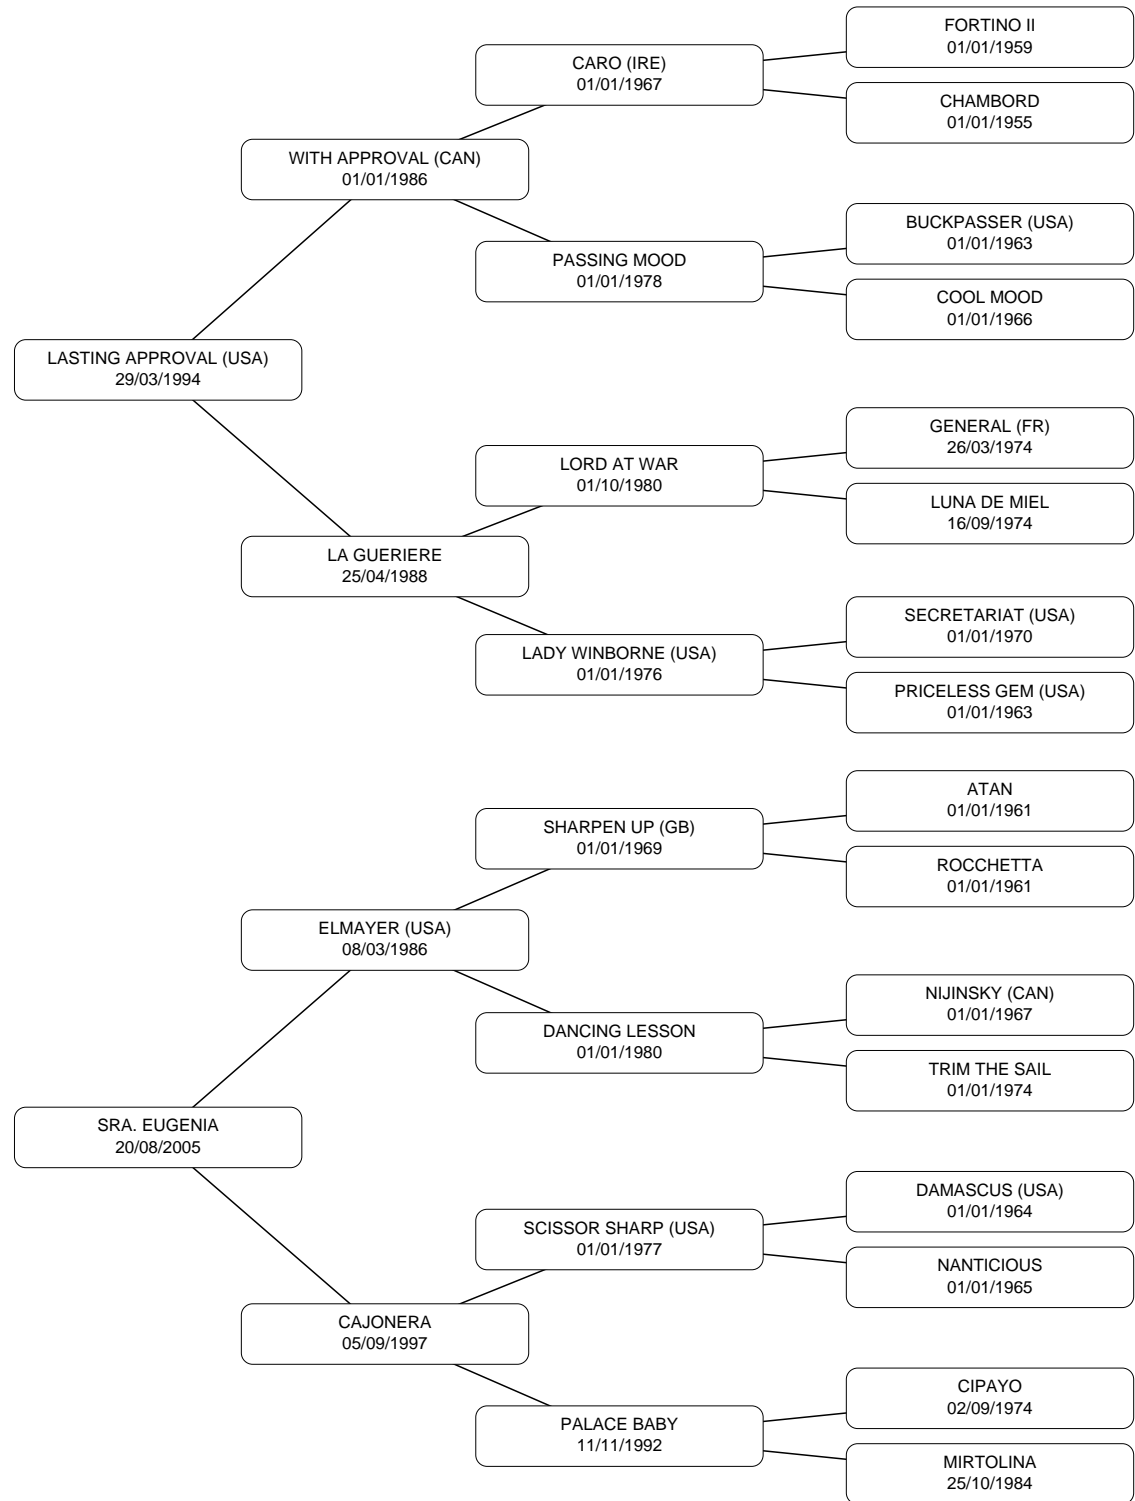 FORTINO II
01/01/1959
CARO (IRE)
01/01/1967
CHAMBORD
01/01/1955
WITH APPROVAL (CAN)
01/01/1986
BUCKPASSER (USA)
01/01/1963
PASSING MOOD
01/01/1978
COOL MOOD
01/01/1966
LASTING APPROVAL (USA)
29/03/1994
GENERAL (FR)
26/03/1974
LORD AT WAR
01/10/1980
LUNA DE MIEL
16/09/1974
LA GUERIERE
25/04/1988
SECRETARIAT (USA)
01/01/1970
LADY WINBORNE (USA)
01/01/1976
PRICELESS GEM (USA)
01/01/1963
ATAN
01/01/1961
SHARPEN UP (GB)
01/01/1969
ROCCHETTA
01/01/1961
ELMAYER (USA)
08/03/1986
NIJINSKY (CAN)
01/01/1967
DANCING LESSON
01/01/1980
TRIM THE SAIL
01/01/1974
SRA. EUGENIA
20/08/2005
DAMASCUS (USA)
01/01/1964
SCISSOR SHARP (USA)
01/01/1977
NANTICIOUS
01/01/1965
CAJONERA
05/09/1997
CIPAYO
02/09/1974
PALACE BABY
11/11/1992
MIRTOLINA
25/10/1984